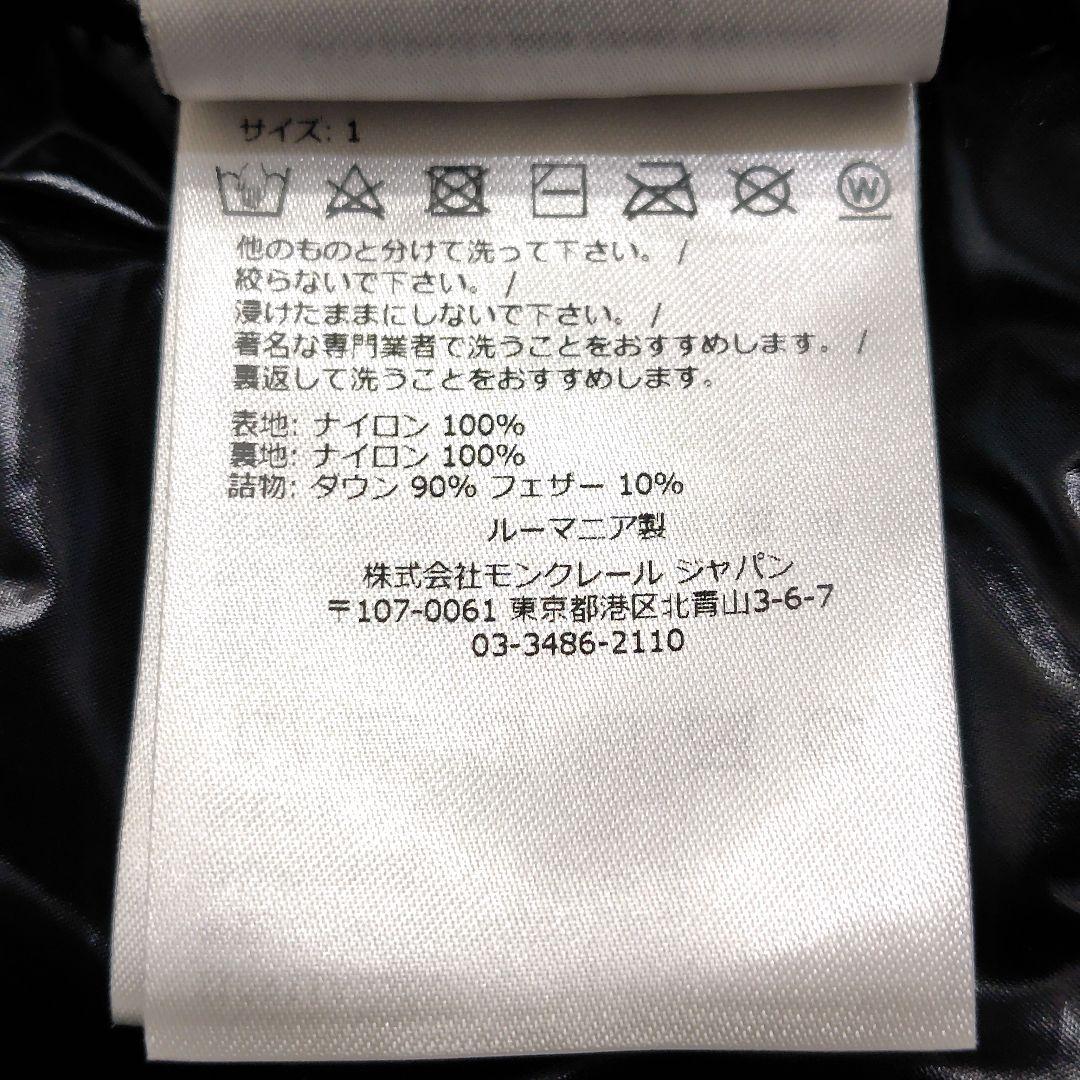 サイズ: 1
W
他のものと分けて洗って下さい。 /
絞らないで下さい。 /
浸けたままにしないで下さい。 /
著名な専門業者で洗うことをおすすめします。 /
裏返して洗うことをおすすめします。
表地: ナイロン 100%
裏地: ナイロン 100%
詰物: ダウン 90% フェザー 10%
ルーマニア製
株式会社モンクレール ジャパン
〒107-0061 東京都港区北青山3-6-7
03-3486-2110